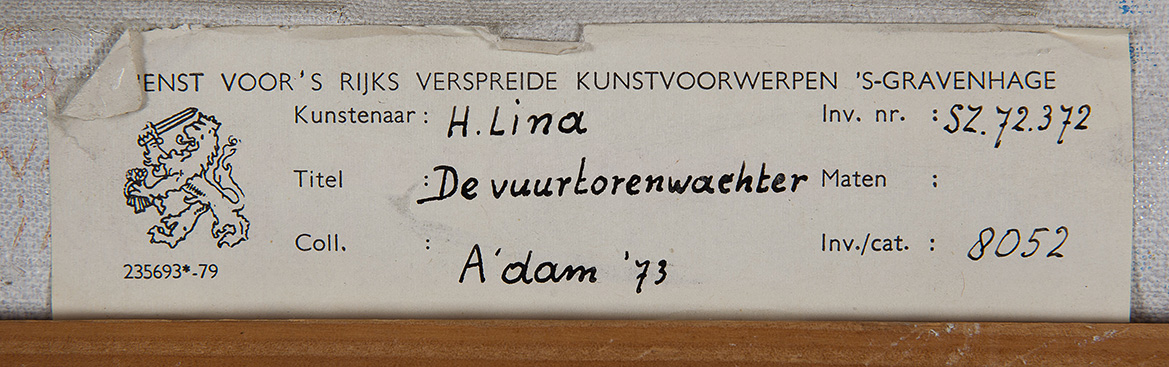 'ENST VOOR 'S RIJKS VERSPREIDE KUNSTVOORWERPEN 'S-GRAVENHAGE
Kunstenaar : H. Lina Inv. nr. : SZ.72.372
Titel : De vuurtorenwachter Maten :
Coll. : A'dam '73 Inv./cat. : 8052
235693*-79